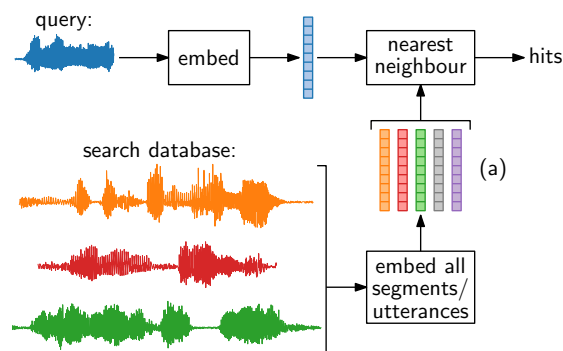 query:
embed
nearest
neighbour
hits
search database:
(a)
embed all
segments/
utterances